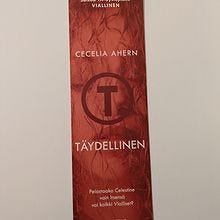 VIALLINEN
CECELIA AHERN
T
TÄYDELLINEN
Pelastaako Celestine
vain itsensä
vai kaikki Vialliset?